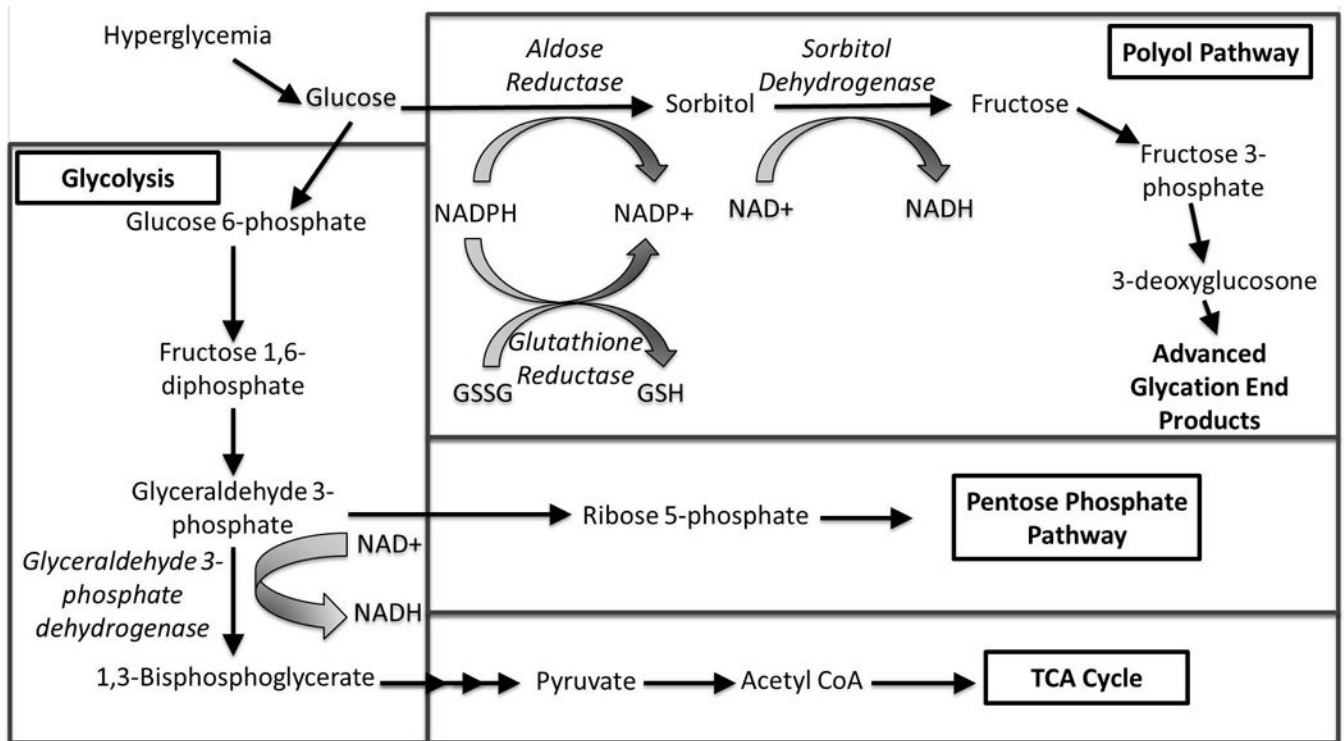 Hyperglycemia
Glucose
Aldose
Reductase
Sorbitol
Sorbitol
Dehydrogenase
Fructose
Polyol Pathway
Fructose 3-
phosphate
3-deoxyglucosone
Advanced
Glycation End
Products
NADPH
NADP+
NAD+
NADH
Glutathione
Reductase
GSSG
GSH
Glycolysis
Glucose 6-phosphate
Fructose 1,6-
diphosphate
Glyceraldehyde 3-
phosphate
NAD+
NADH
Glyceraldehyde 3-
phosphate
dehydrogenase
1,3-Bisphosphoglycerate
Ribose 5-phosphate
Pentose Phosphate
Pathway
Pyruvate
Acetyl CoA
TCA Cycle